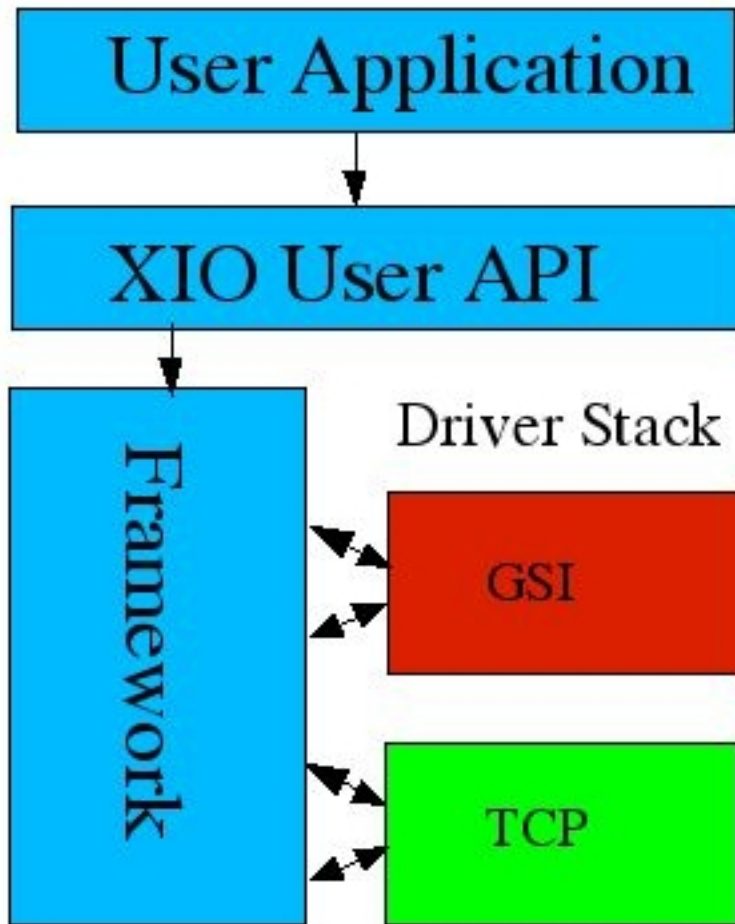 User Application
XIO User API
Driver Stack
Framework
GSI
TCP